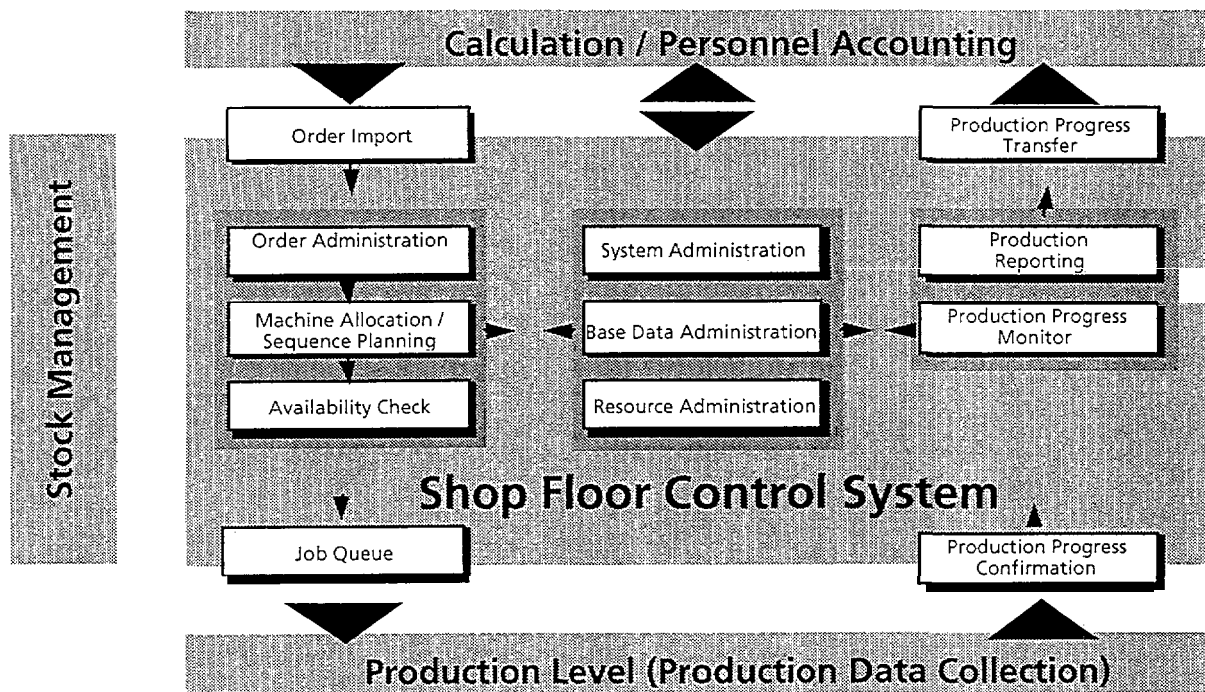 Calculation / Personnel Accounting
Order Import
Production Progress
Transfer
Stock Management
Order Administration
System Administration
Production
Reporting
Machine Allocation /
Sequence Planning
Base Data Administration
Production Progress
Monitor
Availability Check
Resource Administration
Shop Floor Control System
Job Queue
Production Progress
Confirmation
Production Level (Production Data Collection)